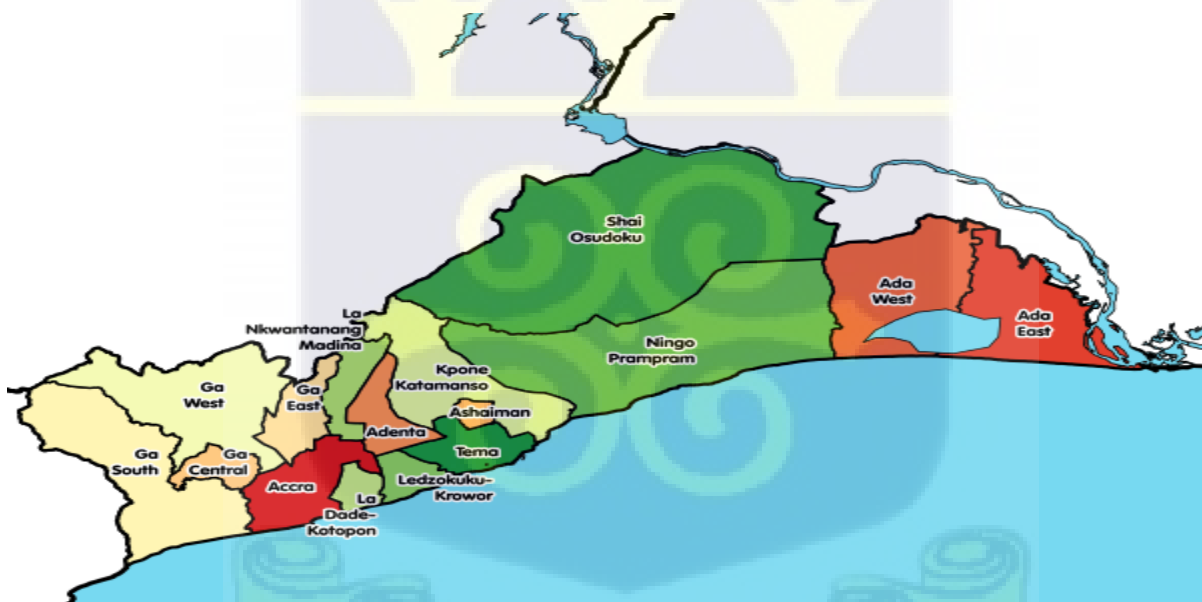 Shai
Osudoku
Ada
West
Ada
East
La
Nkwantanang
Madina
Ningo
Prampram
Kpone
Katamanso
Ga
West
Ga
East
Ashaiman
Adenta
Tema
Ga
South
Ga
Central
Accra
Ledzokuku-
Krowor
La
Dade-
Kotopon